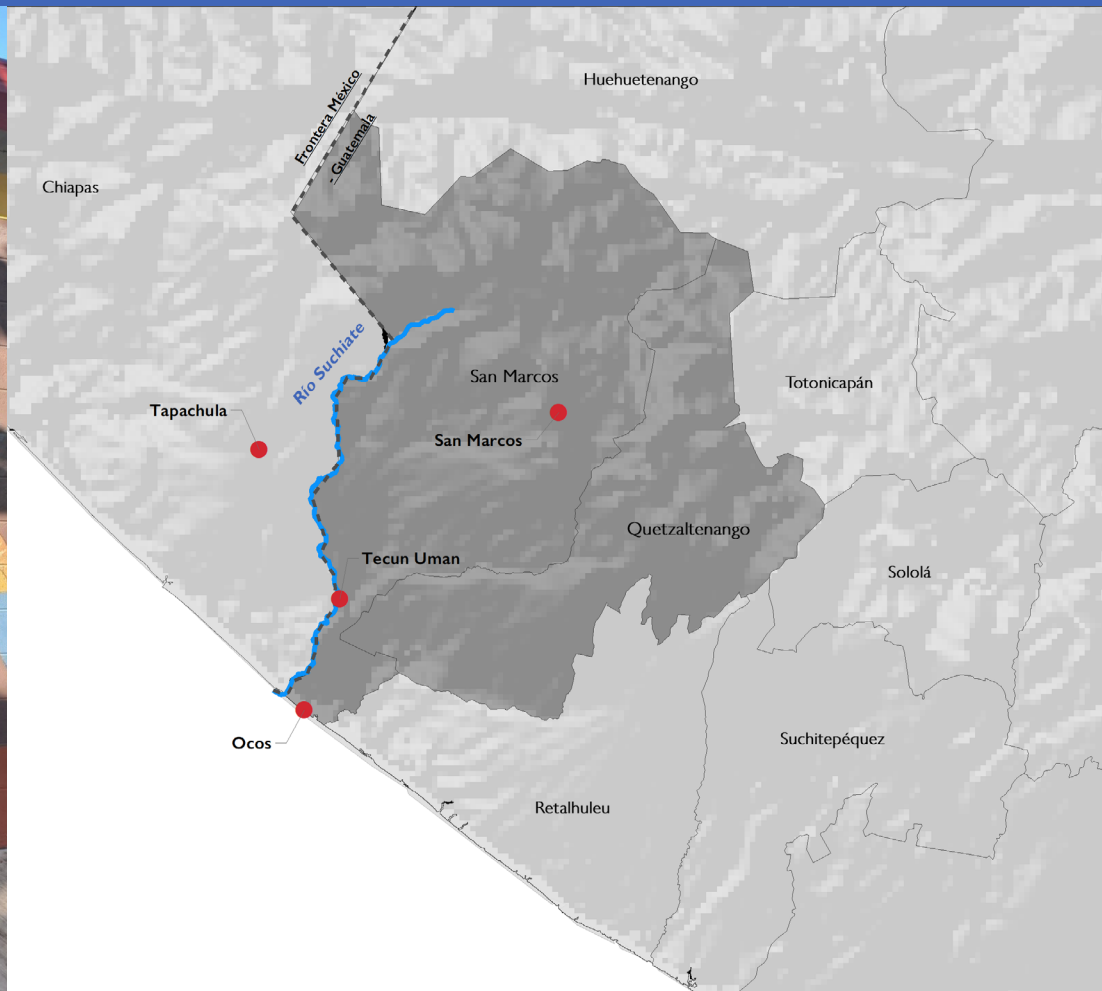 Huehuetenango
Frontera México
- Guatemala
Chiapas
Río Suchiate
San Marcos
Totonicapán
Tapachula
San Marcos
Quetzaltenango
Tecun Uman
Sololá
Ocos
Suchitepéquez
Retalhuleu